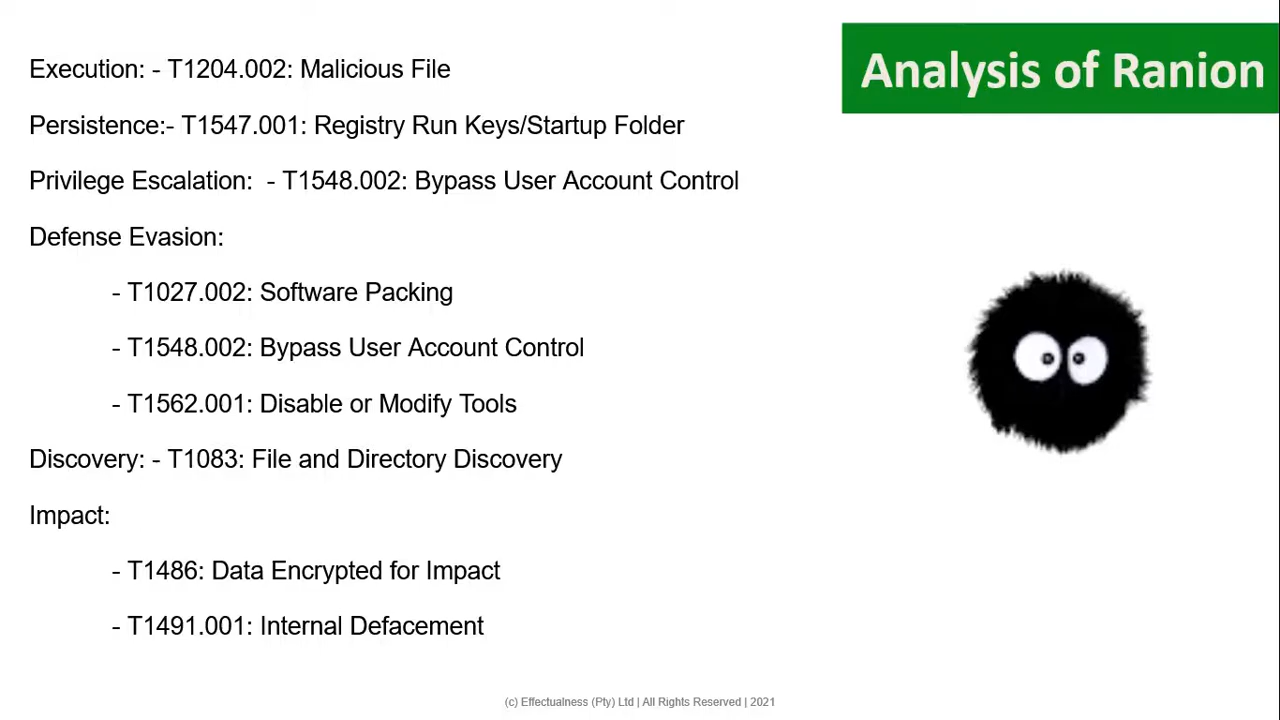 Analysis of Ranion
Execution: - T1204.002: Malicious File
Persistence:- T1547.001: Registry Run Keys/Startup Folder
Privilege Escalation:  - T1548.002: Bypass User Account Control
Defense Evasion:
- T1027.002: Software Packing
- T1548.002: Bypass User Account Control
- T1562.001: Disable or Modify Tools
Discovery: - T1083: File and Directory Discovery
Impact:
- T1486: Data Encrypted for Impact
- T1491.001: Internal Defacement
(c) Effectualness (Pty) Ltd | All Rights Reserved | 2021